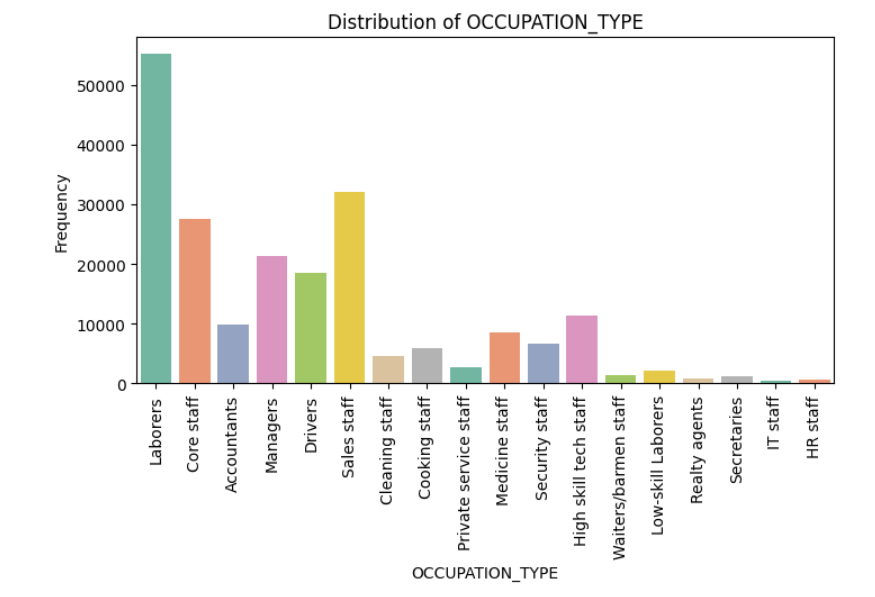 Distribution of OCCUPATION_TYPE
Frequency
50000
40000
30000
20000
10000
0
Laborers
Core staff
Accountants
Managers
Drivers
Sales staff
Cleaning staff
Cooking staff
Private service staff
Medicine staff
Security staff
High skill tech staff
Waiters/barmen staff
Low-skill Laborers
Realty agents
Secretaries
IT staff
HR staff
OCCUPATION_TYPE